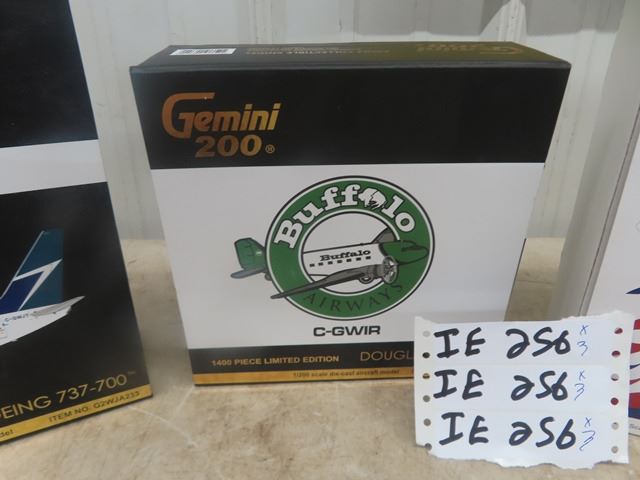 Gemini
200®
Buffalo
Buffalo
AIRWAYS
C-GWIR
1400 PIECE LIMITED EDITION DOUGL
1/200 scale die-cast aircraft model
EING 737-700™
ITEM NO: G2WJA233
IE 256 x3
IE 256 x3
IE 256 x3